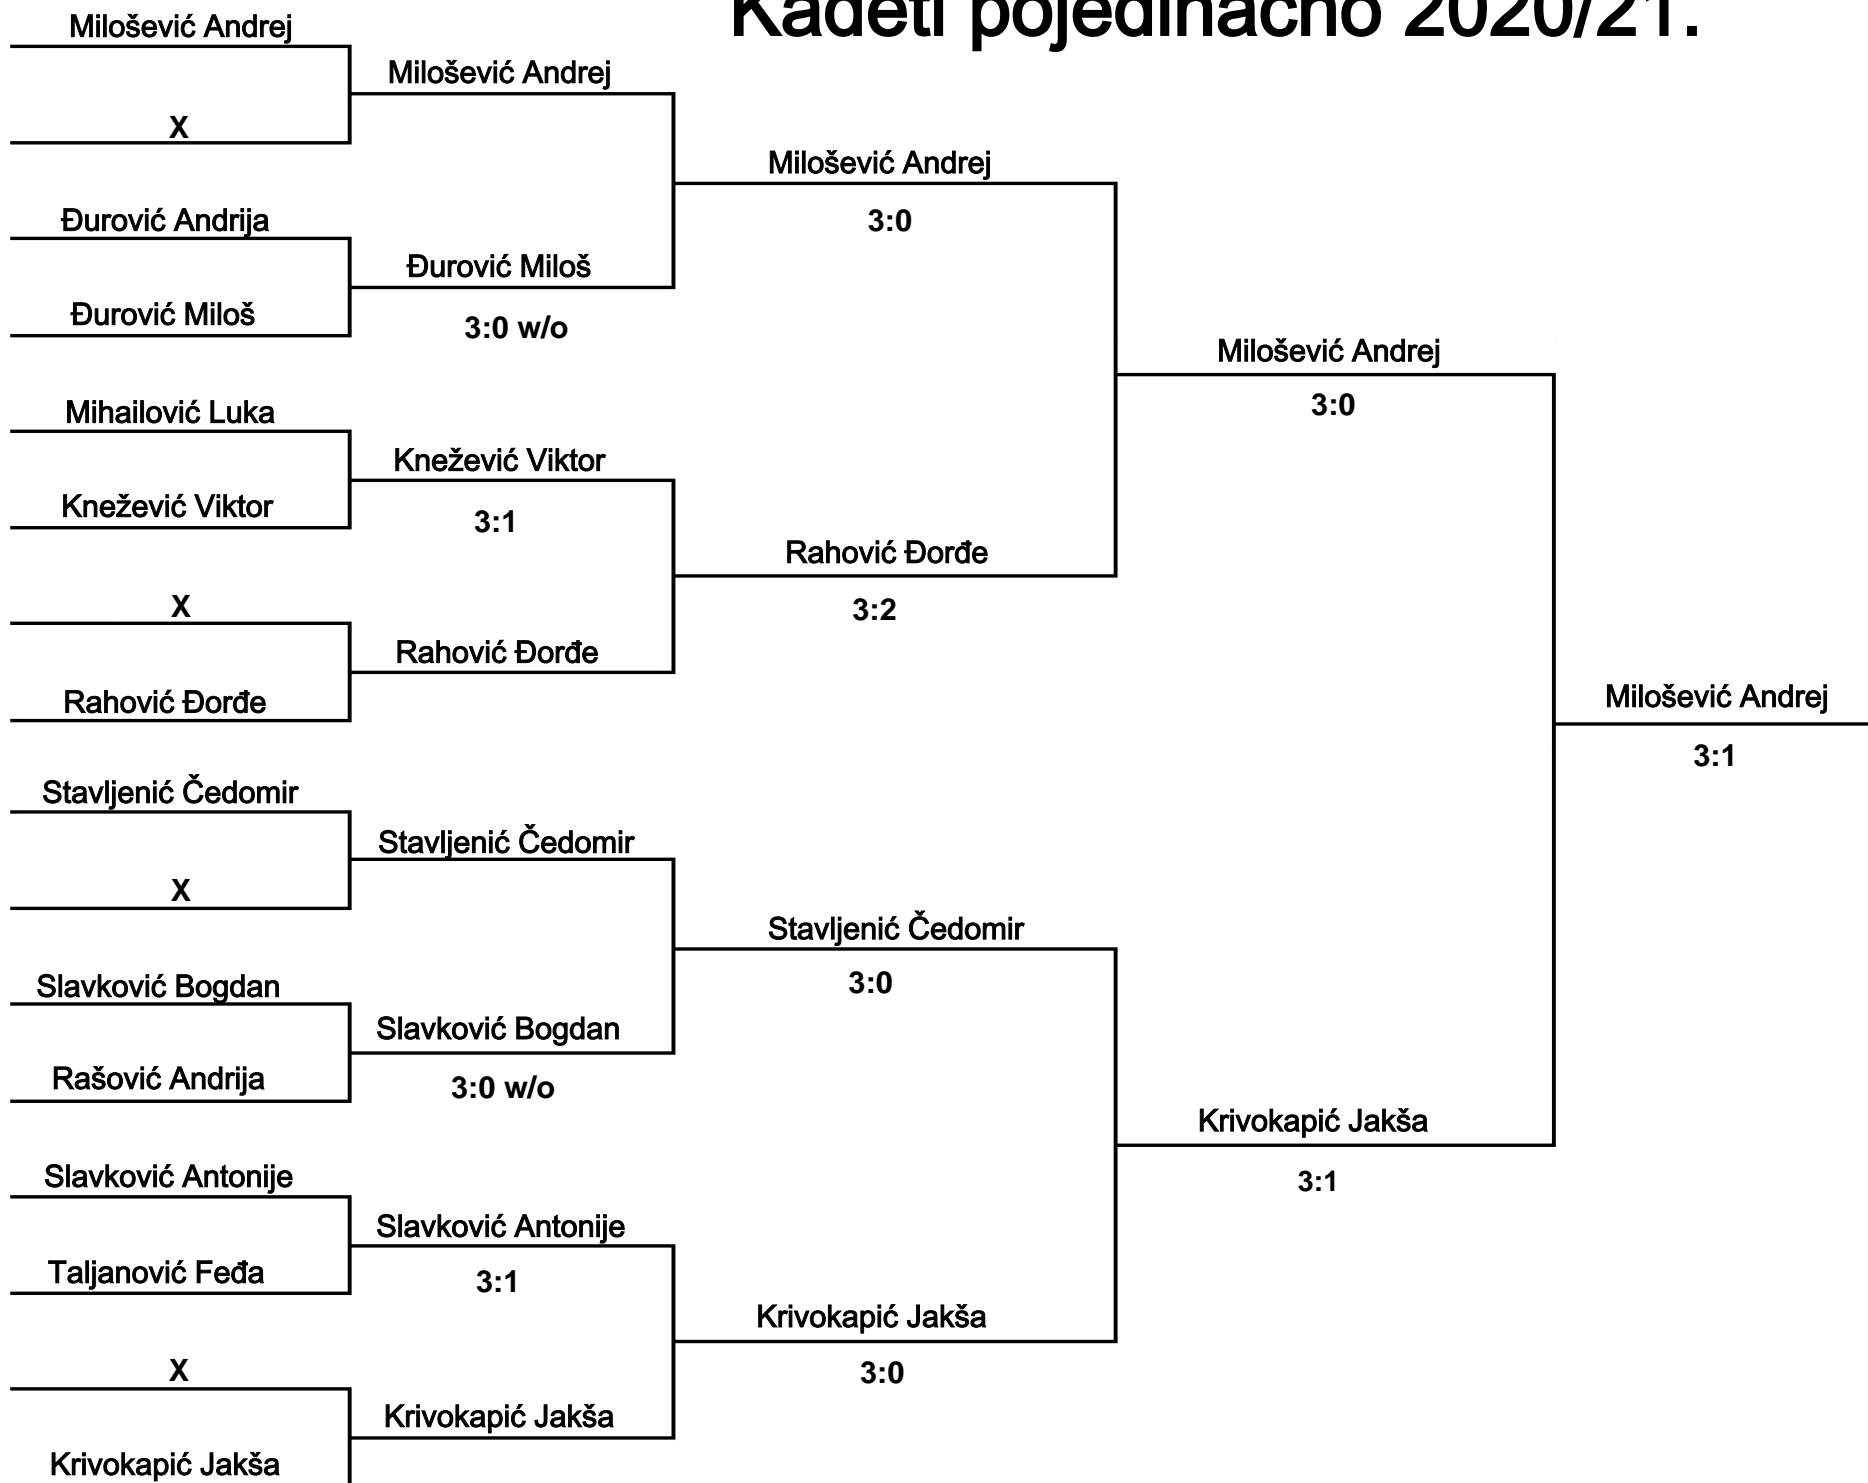 Kadeti pojedinačno 2020/21.
Milošević Andrej
X
Đurović Andrija
Đurović Miloš
Mihailović Luka
Knežević Viktor
X
Rahović Đorđe
Stavljenić Čedomir
X
Slavković Bogdan
Rašović Andrija
Slavković Antonije
Taljanović Feđa
X
Krivokapić Jakša
Milošević Andrej
Đurović Miloš
3:0 w/o
Knežević Viktor
3:1
Rahović Đorđe
Stavljenić Čedomir
Slavković Bogdan
3:0 w/o
Slavković Antonije
3:1
Krivokapić Jakša
Milošević Andrej
3:0
Rahović Đorđe
3:2
Stavljenić Čedomir
3:0
Krivokapić Jakša
3:0
Milošević Andrej
3:0
Krivokapić Jakša
3:1
Milošević Andrej
3:1